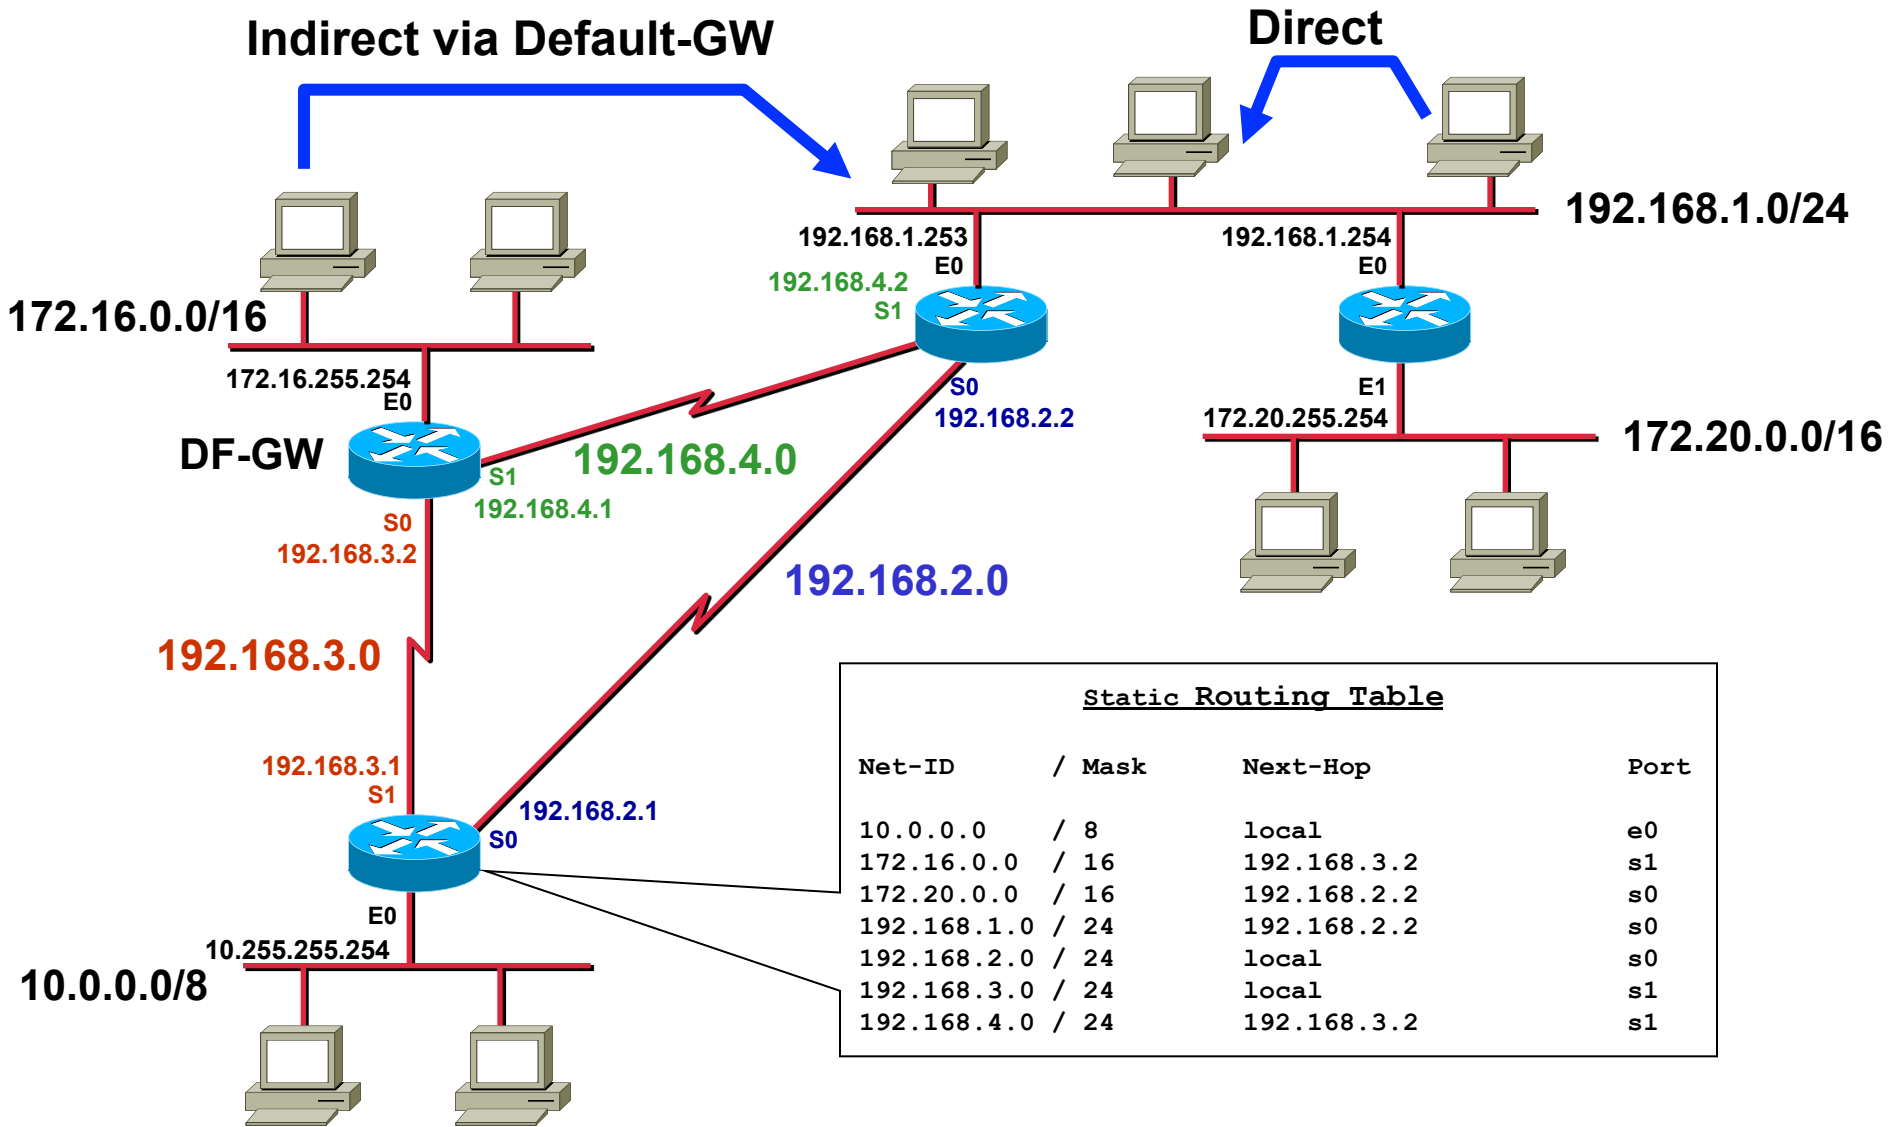 Indirect via Default-GW
Direct
192.168.1.0/24
192.168.1.253
E0
192.168.4.2
S1
192.168.1.254
E0
172.16.0.0/16
172.16.255.254
E0
DF-GW
S1
192.168.4.1
192.168.4.0
S0
192.168.3.2
S0
192.168.2.2
E1
172.20.255.254
172.20.0.0/16
192.168.2.0
192.168.3.0
192.168.3.1
S1
192.168.2.1
S0
E0
10.255.255.254
10.0.0.0/8
Static Routing Table
Net-ID / Mask Next-Hop Port
10.0.0.0 / 8 local e0
172.16.0.0 / 16 192.168.3.2 s1
172.20.0.0 / 16 192.168.2.2 s0
192.168.1.0 / 24 192.168.2.2 s0
192.168.2.0 / 24 local s0
192.168.3.0 / 24 local s1
192.168.4.0 / 24 192.168.3.2 s1